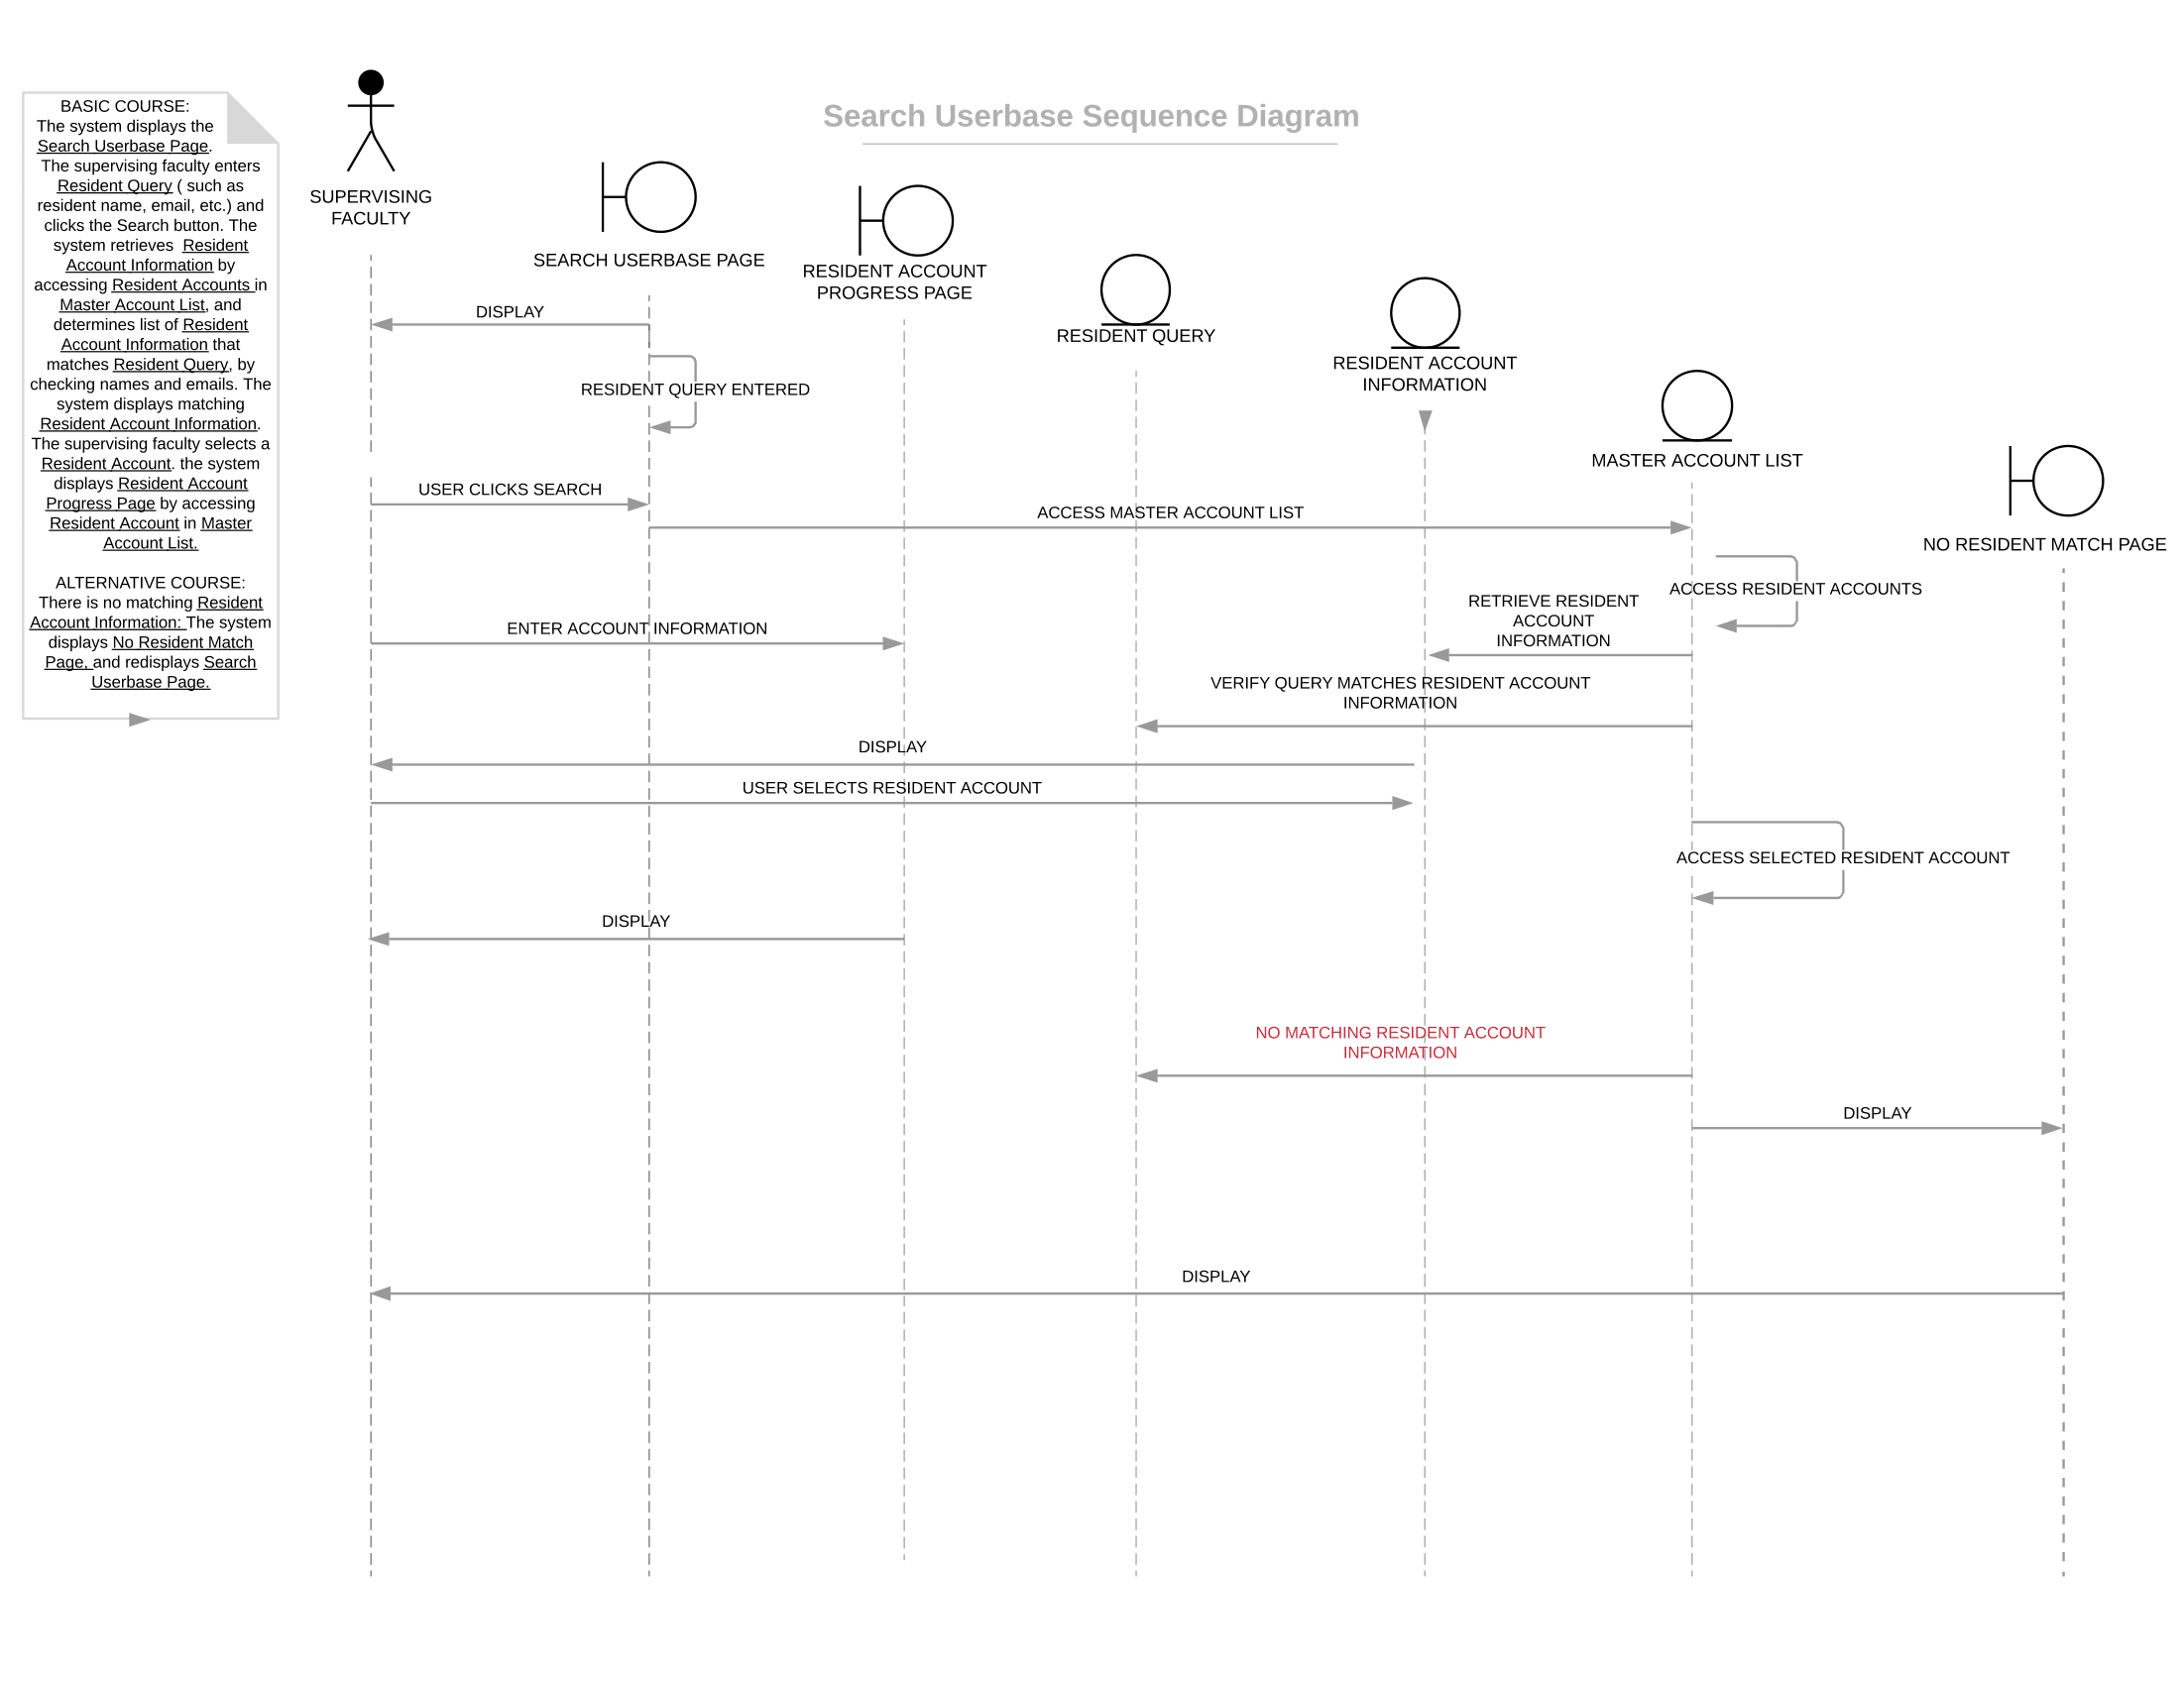 Search Userbase Sequence Diagram
BASIC COURSE:
The system displays the
Search Userbase Page.
The supervising faculty enters
Resident Query ( such as
resident name, email, etc.) and
clicks the Search button. The
system retrieves  Resident
Account Information by
accessing Resident Accounts in
Master Account List, and
determines list of Resident
Account Information that
matches Resident Query, by
checking names and emails. The
system displays matching
Resident Account Information.
The supervising faculty selects a
Resident Account. the system
displays Resident Account
Progress Page by accessing
Resident Account in Master
Account List.
ALTERNATIVE COURSE:
There is no matching Resident
Account Information: The system
displays No Resident Match
Page, and redisplays Search
Userbase Page.
SUPERVISING
FACULTY
SEARCH USERBASE PAGE
RESIDENT ACCOUNT
PROGRESS PAGE
RESIDENT QUERY
RESIDENT ACCOUNT
INFORMATION
MASTER ACCOUNT LIST
NO RESIDENT MATCH PAGE
DISPLAY
RESIDENT QUERY ENTERED
USER CLICKS SEARCH
ACCESS MASTER ACCOUNT LIST
ACCESS RESIDENT ACCOUNTS
RETRIEVE RESIDENT
ACCOUNT
INFORMATION
ENTER ACCOUNT INFORMATION
VERIFY QUERY MATCHES RESIDENT ACCOUNT
INFORMATION
DISPLAY
USER SELECTS RESIDENT ACCOUNT
ACCESS SELECTED RESIDENT ACCOUNT
DISPLAY
NO MATCHING RESIDENT ACCOUNT
INFORMATION
DISPLAY
DISPLAY